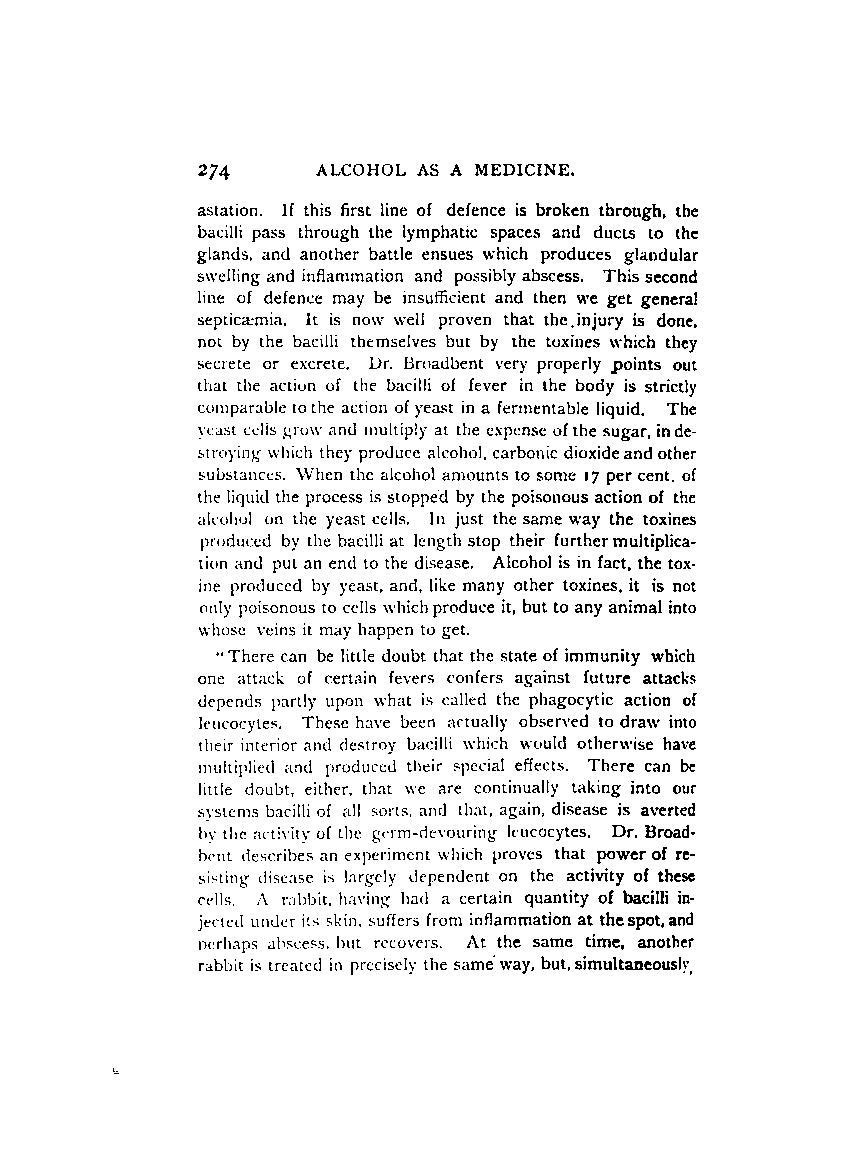 274 ALCOHOL AS A MEDICINE.
astation. If this first line of defence is broken through, the
bacilli pass through the lymphatic spaces and ducts to the
glands, and another battle ensues which produces glandular
swelling and inflammation and possibly abscess. This second
line of defence may be insufficient and then we get general
septicæmia. It is now well proven that the injury is done,
not by the bacilli themselves but by the toxines which they
secrete or excrete. Dr. Broadbent very properly points out
that the action of the bacilli of fever in the body is strictly
comparable to the action of yeast in a fermentable liquid. The
yeast cells grow and multiply at the expense of the sugar, in de-
stroying which they produce alcohol, carbonic dioxide and other
substances. When the alcohol amounts to some 17 per cent. of
the liquid the process is stopped by the poisonous action of the
alcohol on the yeast cells. In just the same way the toxines
produced by the bacilli at length stop their further multiplica-
tion and put an end to the disease. Alcohol is in fact, the tox-
ine produced by yeast, and, like many other toxines, it is not
only poisonous to cells which produce it, but to any animal into
whose veins it may happen to get.
"There can be little doubt that the state of immunity which
one attack of certain fevers confers against future attacks
depends partly upon what is called the phagocytic action of
leucocytes. These have been actually observed to draw into
their interior and destroy bacilli which would otherwise have
multiplied and produced their special effects. There can be
little doubt, either, that we are continually taking into our
systems bacilli of all sorts, and that, again, disease is averted
by the activity of the germ-devouring leucocytes. Dr. Broad-
bent describes an experiment which proves that power of re-
sisting disease is largely dependent on the activity of these
cells. A rabbit, having had a certain quantity of bacilli in-
jected under its skin, suffers from inflammation at the spot, and
perhaps abscess, but recovers. At the same time, another
rabbit is treated in precisely the same way, but, simultaneously,